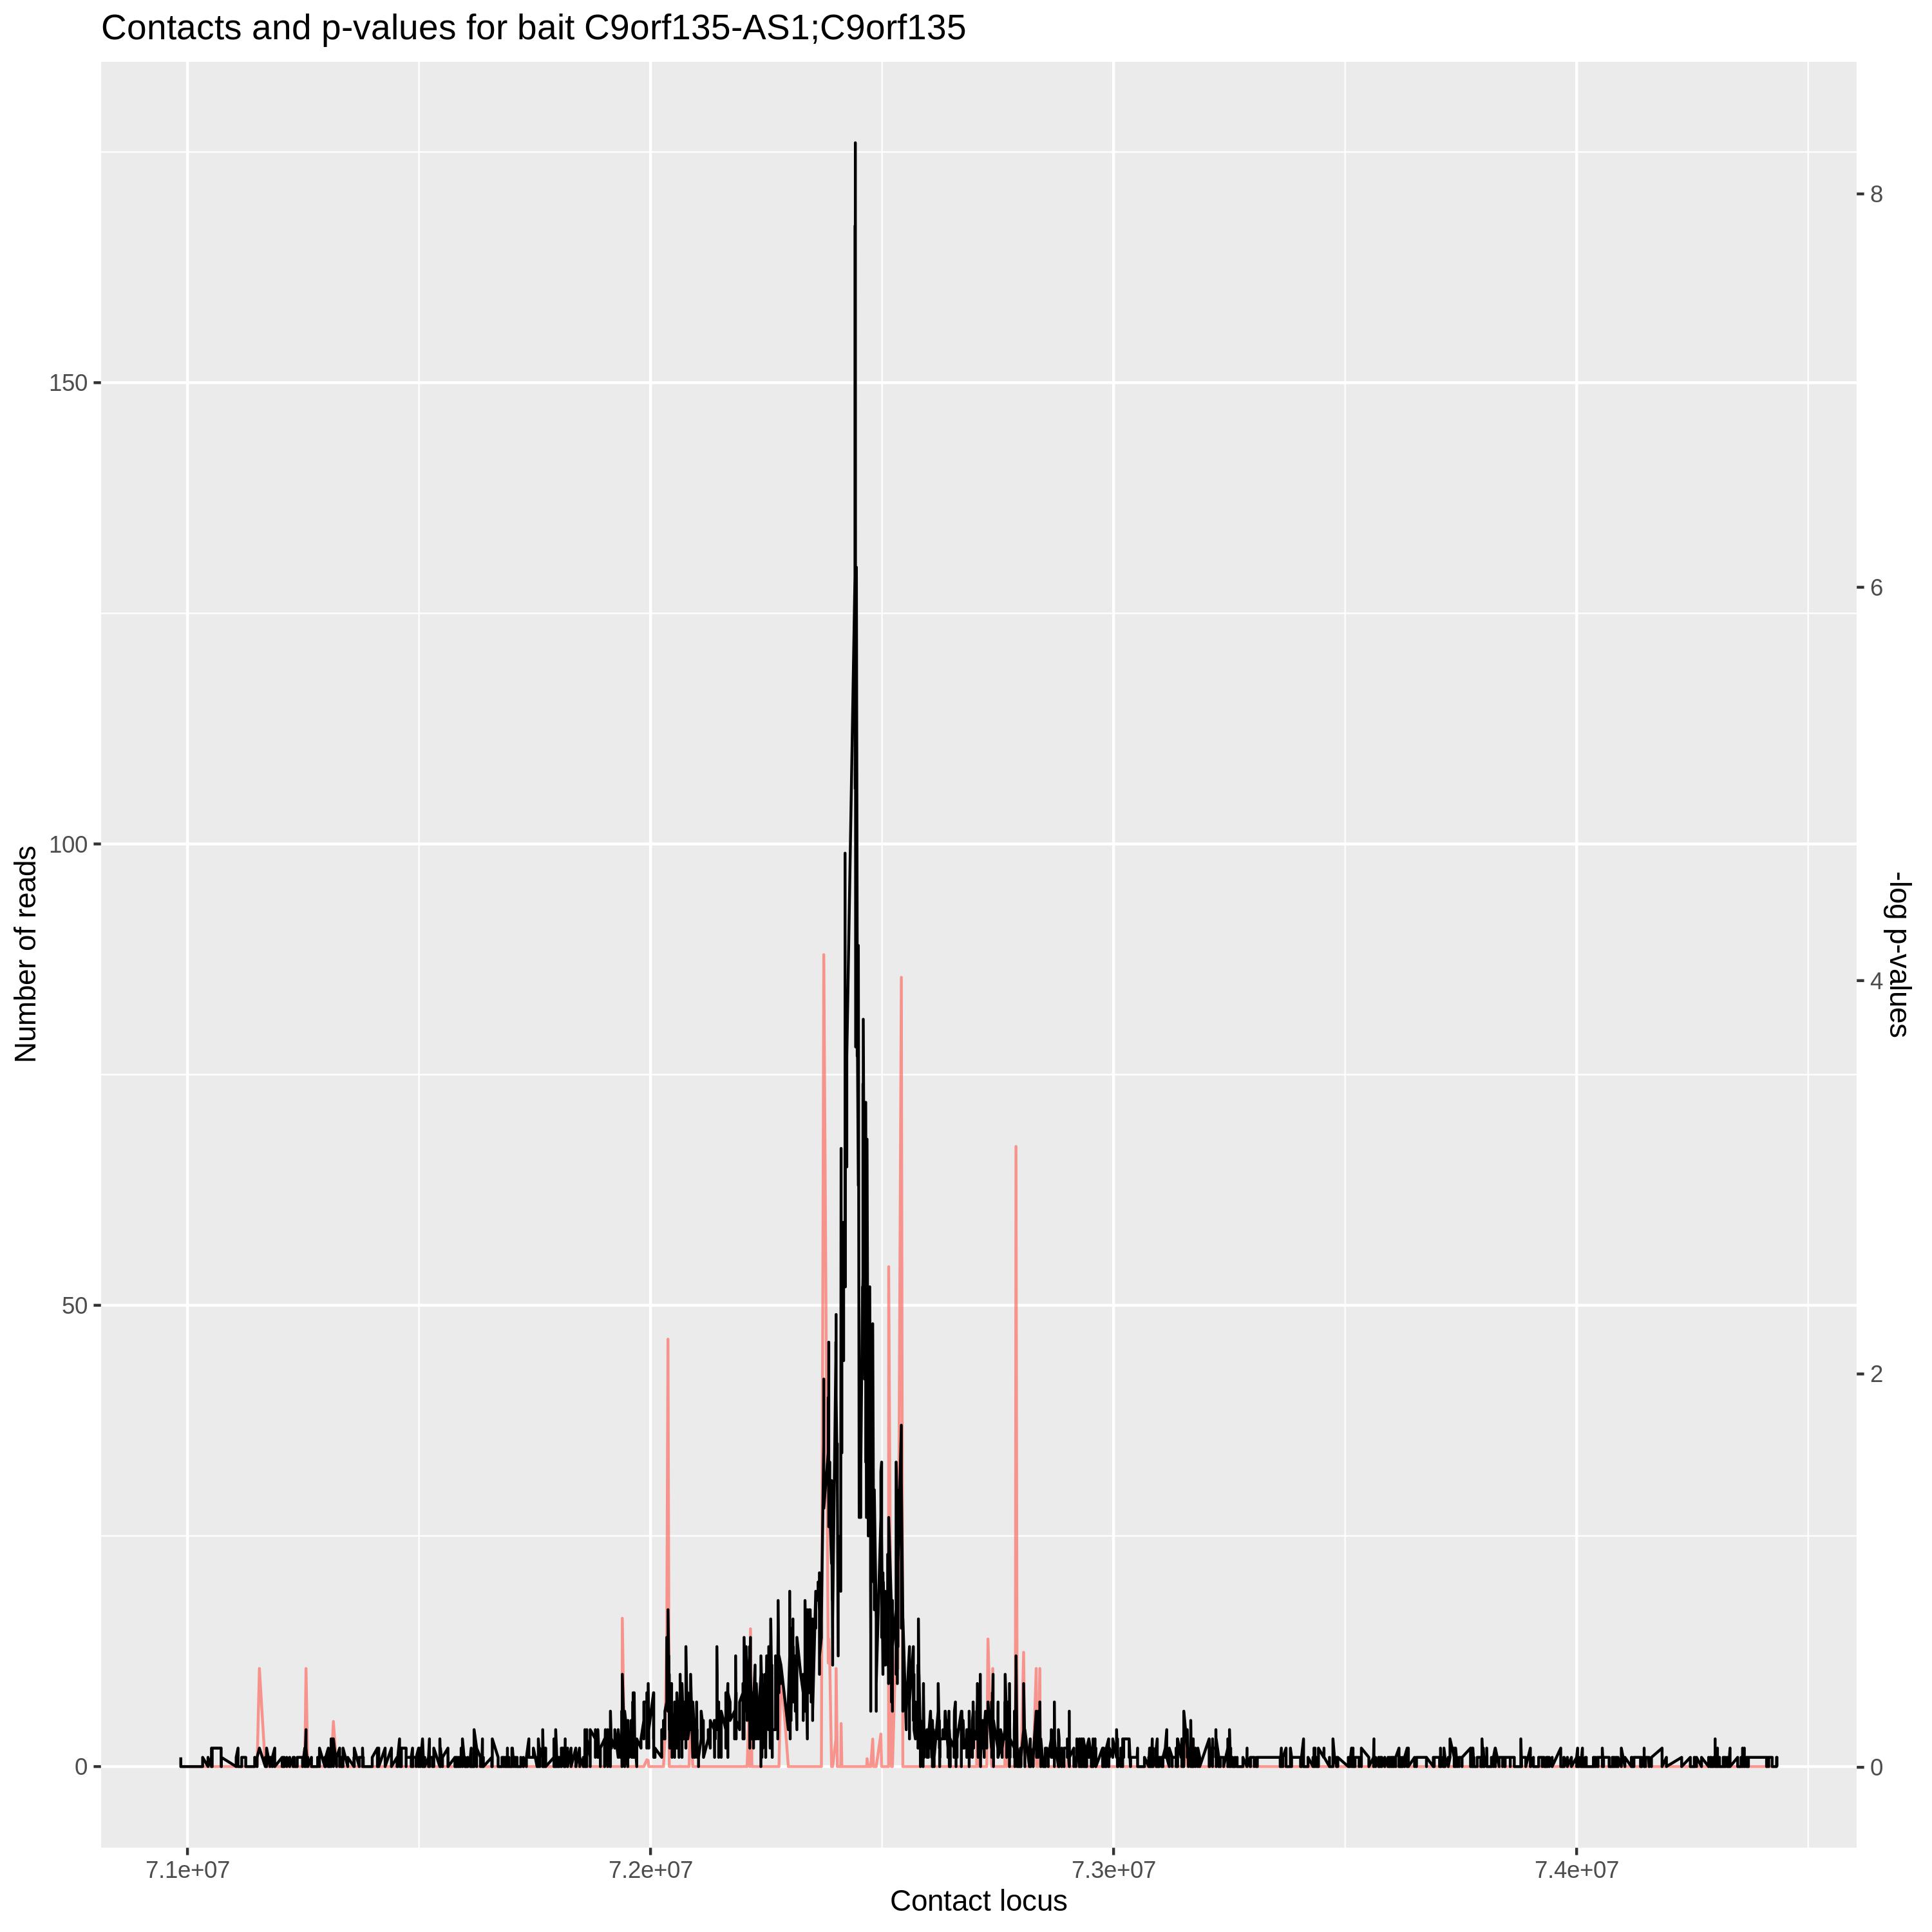 Contacts and p-values for bait C9orf135-AS1;C9orf135
Number of reads
150
100
50
0
8
6
4
2
0
-log p-values
7.1e+07 7.2e+07 7.3e+07 7.4e+07
Contact locus